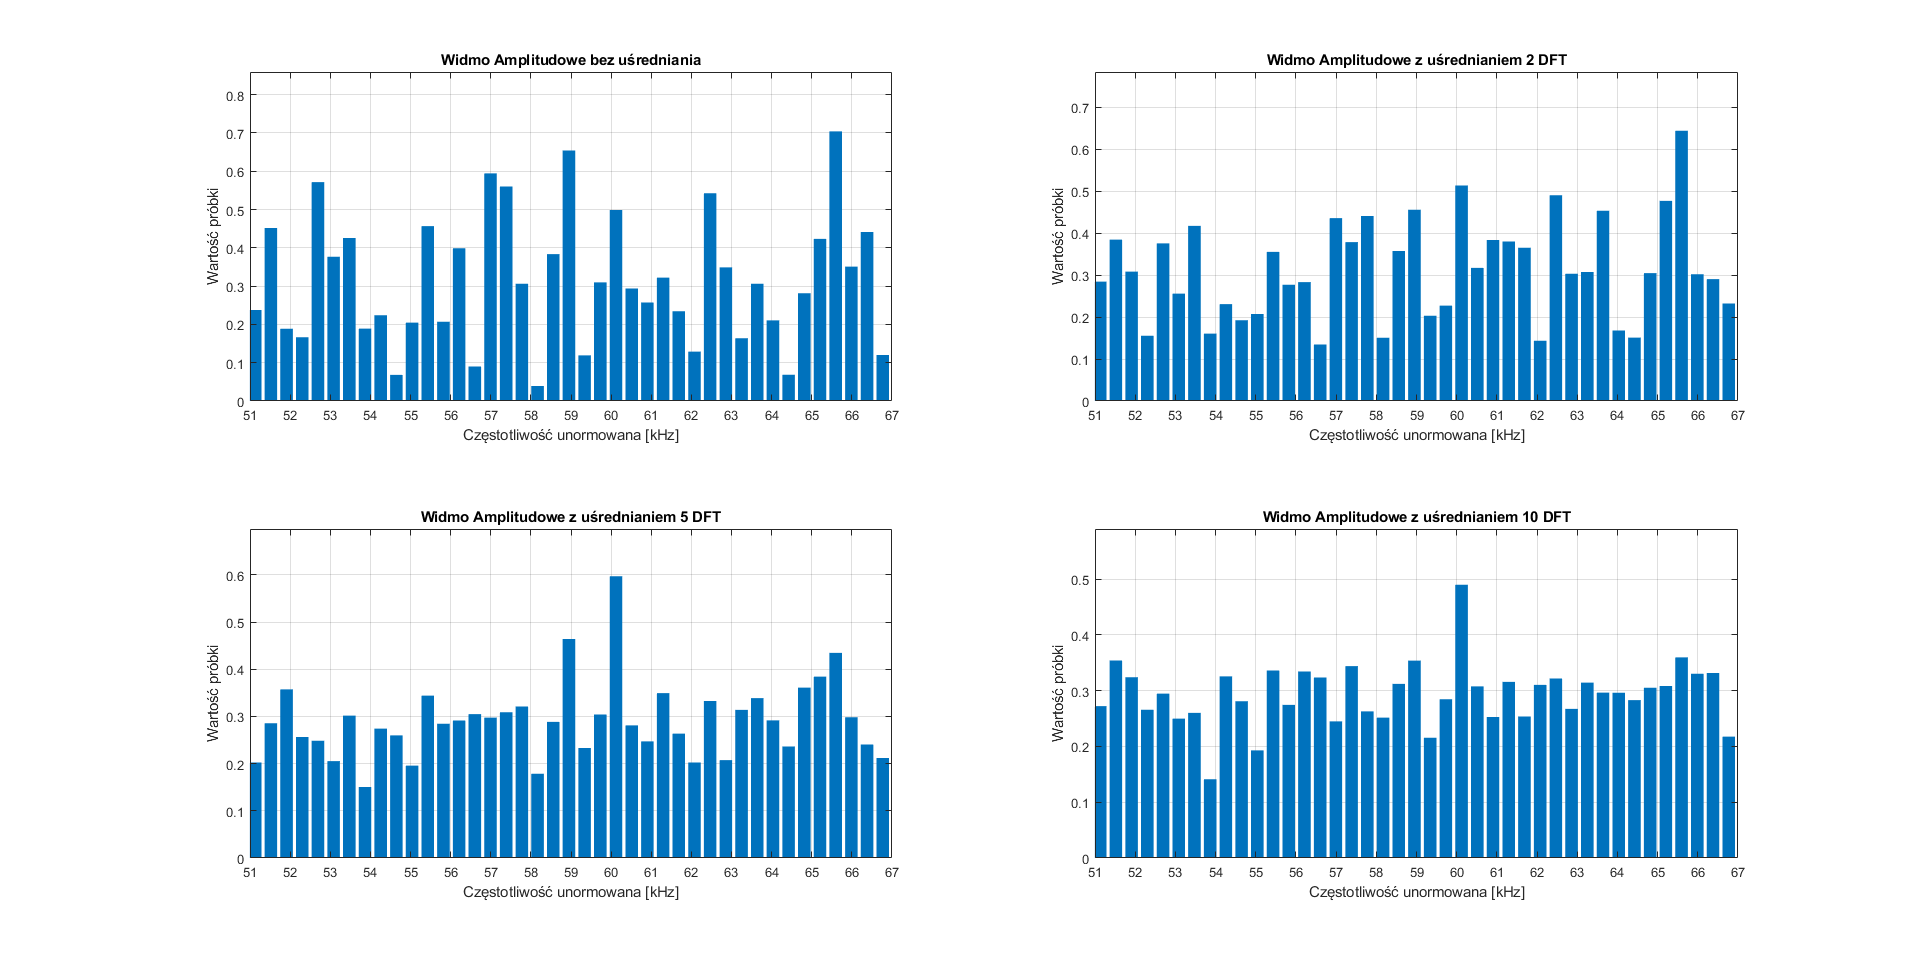 Widmo Amplitudowe bez uśredniania
0.8
0.7
0.6
0.5
0.4
0.3
0.2
0.1
0
Wartość próbki
51 52 53 54 55 56 57 58 59 60 61 62 63 64 65 66 67
Częstotliwość unormowana [kHz]
Widmo Amplitudowe z uśrednianiem 2 DFT
0.7
0.6
0.5
0.4
0.3
0.2
0.1
0
Wartość próbki
51 52 53 54 55 56 57 58 59 60 61 62 63 64 65 66 67
Częstotliwość unormowana [kHz]
Widmo Amplitudowe z uśrednianiem 5 DFT
0.6
0.5
0.4
0.3
0.2
0.1
0
Wartość próbki
51 52 53 54 55 56 57 58 59 60 61 62 63 64 65 66 67
Częstotliwość unormowana [kHz]
Widmo Amplitudowe z uśrednianiem 10 DFT
0.5
0.4
0.3
0.2
0.1
0
Wartość próbki
51 52 53 54 55 56 57 58 59 60 61 62 63 64 65 66 67
Częstotliwość unormowana [kHz]